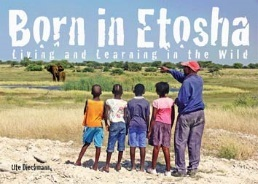 Born in Etosha
Living and Learning in the Wild
Ute Dieckmann